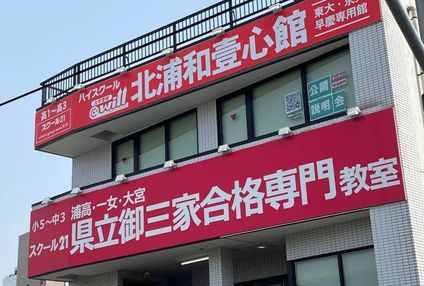 ハイスクール
@will
北浦和壹心館
東大・京大
早慶専用館
高1〜高3
スクール21
公開
説明会
小5〜中3
スクール21
浦高・一女・大宮
県立御三家合格専門教室